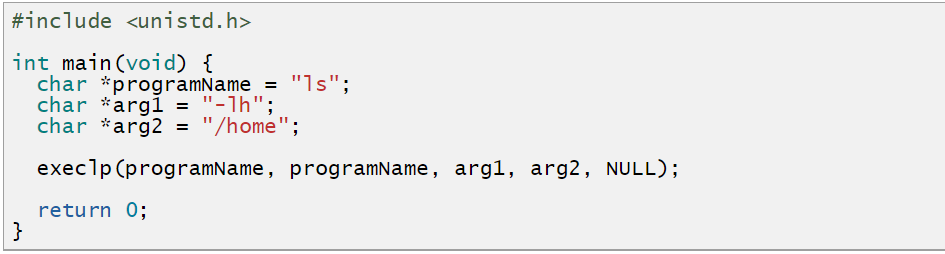 #include <unistd.h>
int main(void) {
char *programName = "ls";
char *arg1 = "-lh";
char *arg2 = "/home";
execlp(programName, programName, arg1, arg2, NULL);
return 0;
}